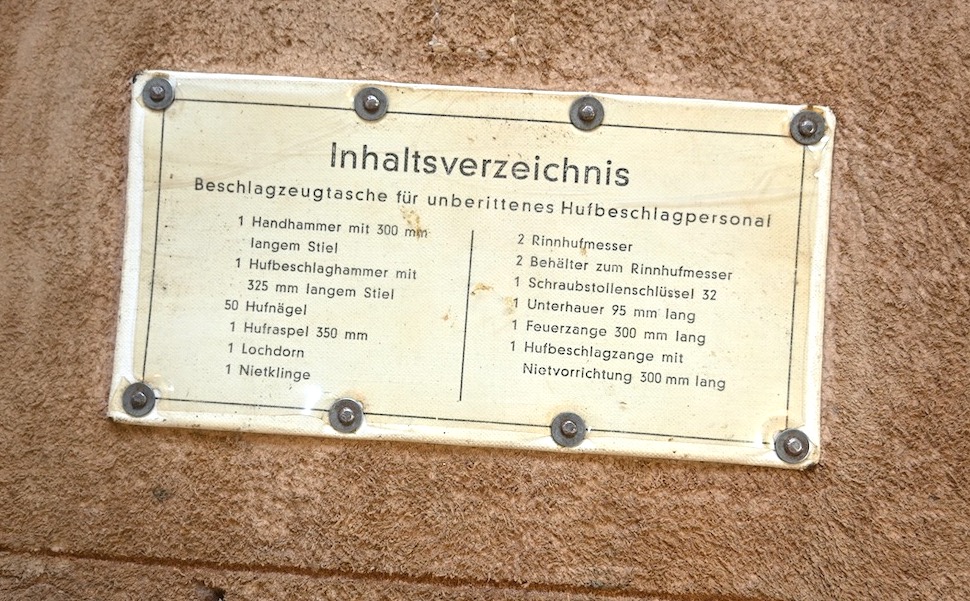 Inhaltsverzeichnis
Beschlagzeugtasche für unberittenes Hufbeschlagpersonal
1 Handhammer mit 300 mm
langem Stiel
1 Hufbeschlaghammer mit
325 mm langem Stiel
50 Hufnägel
1 Hufraspel 350 mm
1 Lochdorn
1 Nietklinge
2 Rinnhufmesser
2 Behälter zum Rinnhufmesser
1 Schraubstollenschlüssel 32
1 Unterhauer 95 mm lang
1 Feuerzange 300 mm lang
1 Hufbeschlagzange mit
Nietvorrichtung 300 mm lang